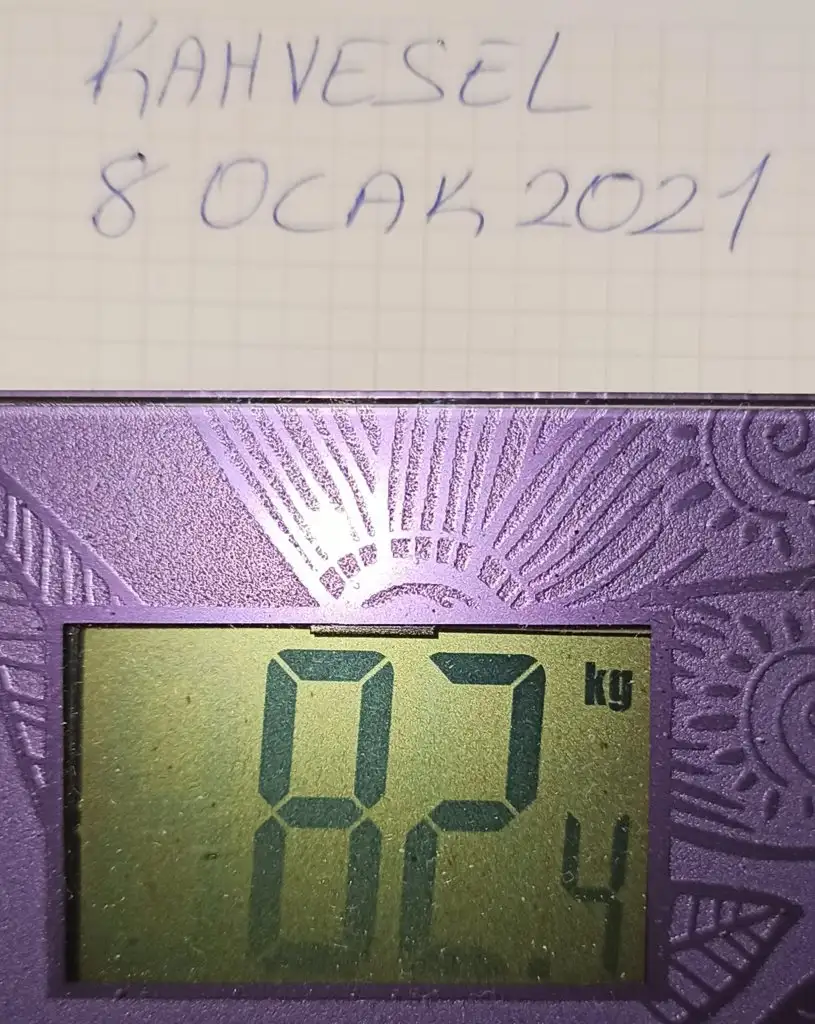 KAHVESEL
8 OCAK 2021
kg
82.4